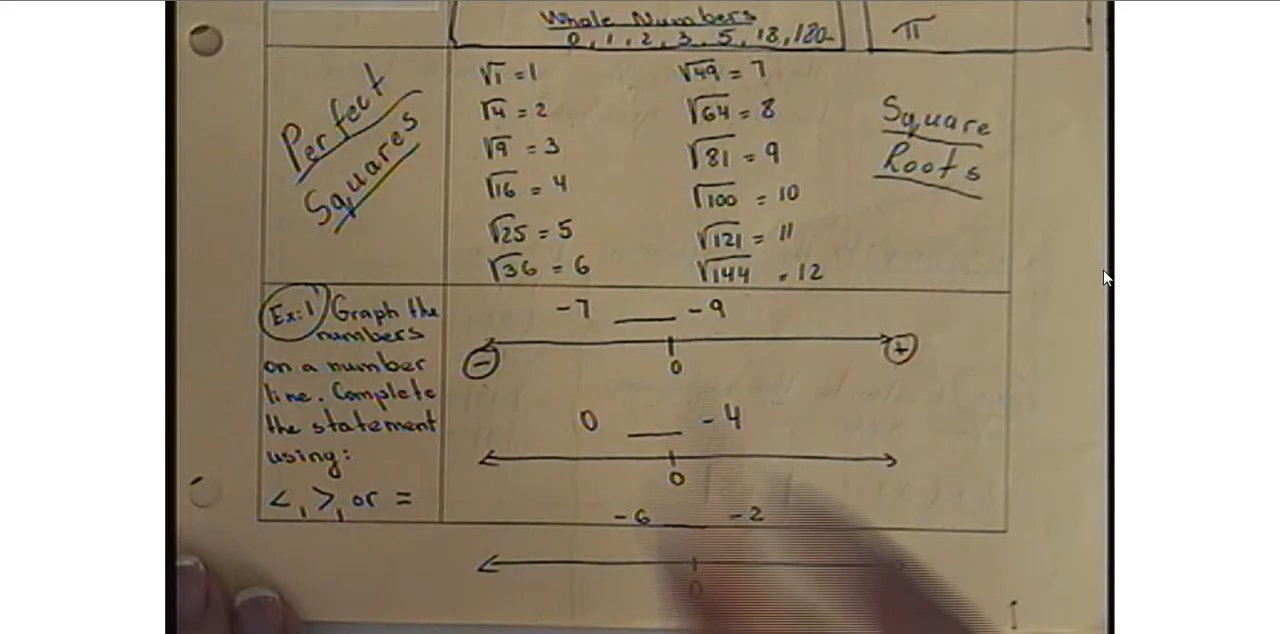 Whole Numbers
0, 1, 2, 3, 5, 18, 180
π
Perfect
Squares
√1 = 1
√4 = 2
√9 = 3
√16 = 4
√25 = 5
√36 = 6
√49 = 7
√64 = 8
√81 = 9
√100 = 10
√121 = 11
√144 = 12
Square
Roots
Ex:1 Graph the
numbers
on a number
line. Complete
the statement
using:
<, >, or =
-7 ___ -9
0
- +
0 ___ -4
0
-6 ___ -2
0